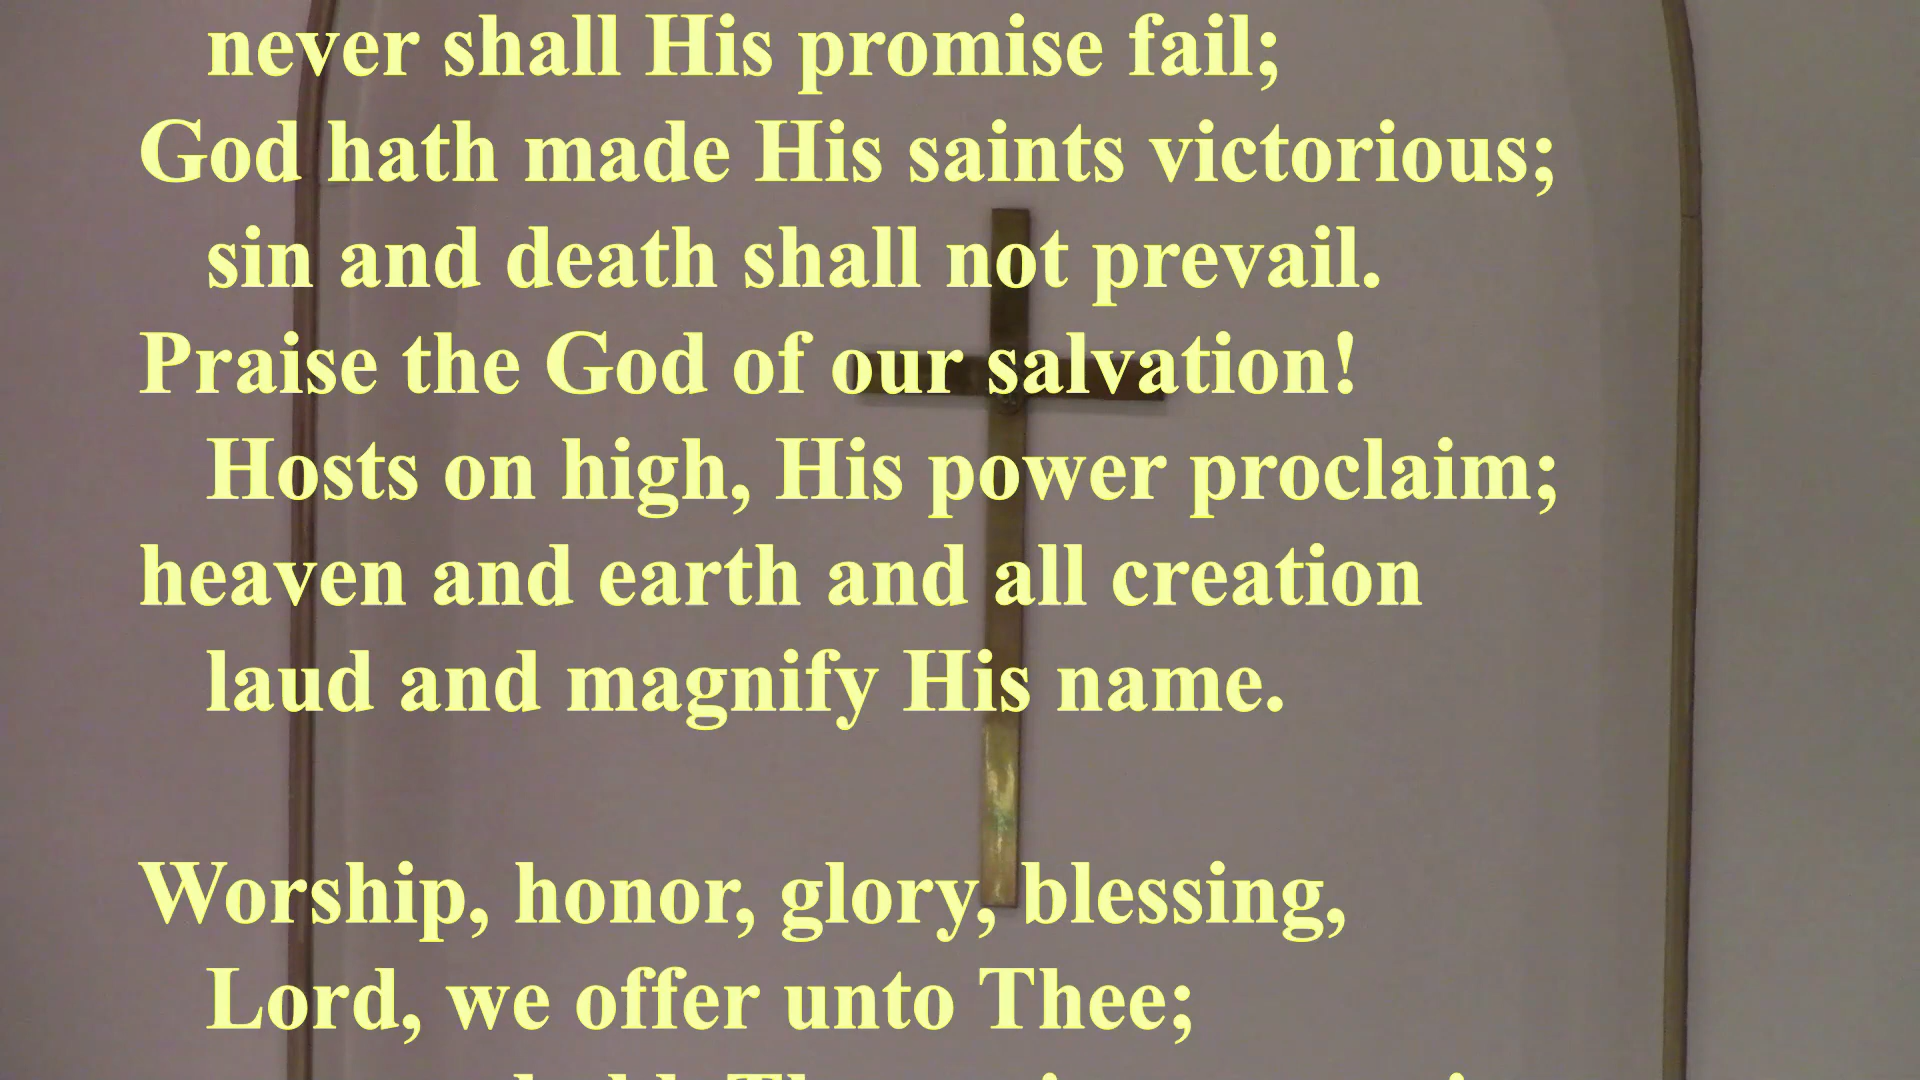 never shall His promise fail;
God hath made His saints victorious;
sin and death shall not prevail.
Praise the God of our salvation!
Hosts on high, His power proclaim;
heaven and earth and all creation
laud and magnify His name.
Worship, honor, glory, blessing,
Lord, we offer unto Thee;